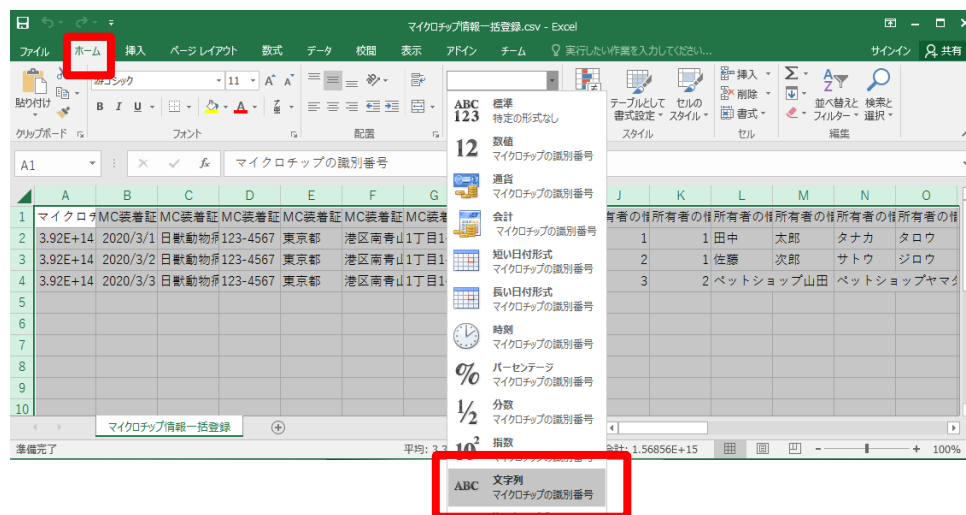 マイクロチップ情報一括登録.csv - Excel
ファイル ホーム 挿入 ページ レイアウト 数式 データ 校閲 表示 アドイン チーム 実行したい作業を入力してください... サインイン 共有
11 A A
貼り付け B I U A
並べ替えと フィルター 検索と 選択
テーブルとして 書式設定 セルの スタイル
挿入
削除
書式
クリップボード フォント 配置 スタイル セル 編集
A1 fx マイクロチップの識別番号
A B C D E F G J K L M N O
1 マイクロチ MC装着証 MC装着証 MC装着証 MC装着証 MC装着証 MC装着 有者の情 所有者の情 所有者の情 所有者の情 所有者の情 所有者の情
2 3.92E+14 2020/3/1 日獣動物病 123-4567 東京都 港区南青山 1丁目1 1 1 田中 太郎 タナカ タロウ
3 3.92E+14 2020/3/2 日獣動物病 123-4567 東京都 港区南青山 1丁目1 2 1 佐藤 次郎 サトウ ジロウ
4 3.92E+14 2020/3/3 日獣動物病 123-4567 東京都 港区南青山 1丁目1 3 2 ペットショップ山田 ペットショップヤマダ
5
6
7
8
9
10
ABC 123 標準
特定の形式なし
12 数値
マイクロチップの識別番号
通貨
マイクロチップの識別番号
会計
マイクロチップの識別番号
短い日付形式
マイクロチップの識別番号
長い日付形式
マイクロチップの識別番号
時刻
マイクロチップの識別番号
% パーセンテージ
マイクロチップの識別番号
1/2 分数
マイクロチップの識別番号
10² 指数
マイクロチップの識別番号
ABC 文字列
マイクロチップの識別番号
マイクロチップ情報一括登録
準備完了 平均: 3.3 合計: 1.56856E+15 100%